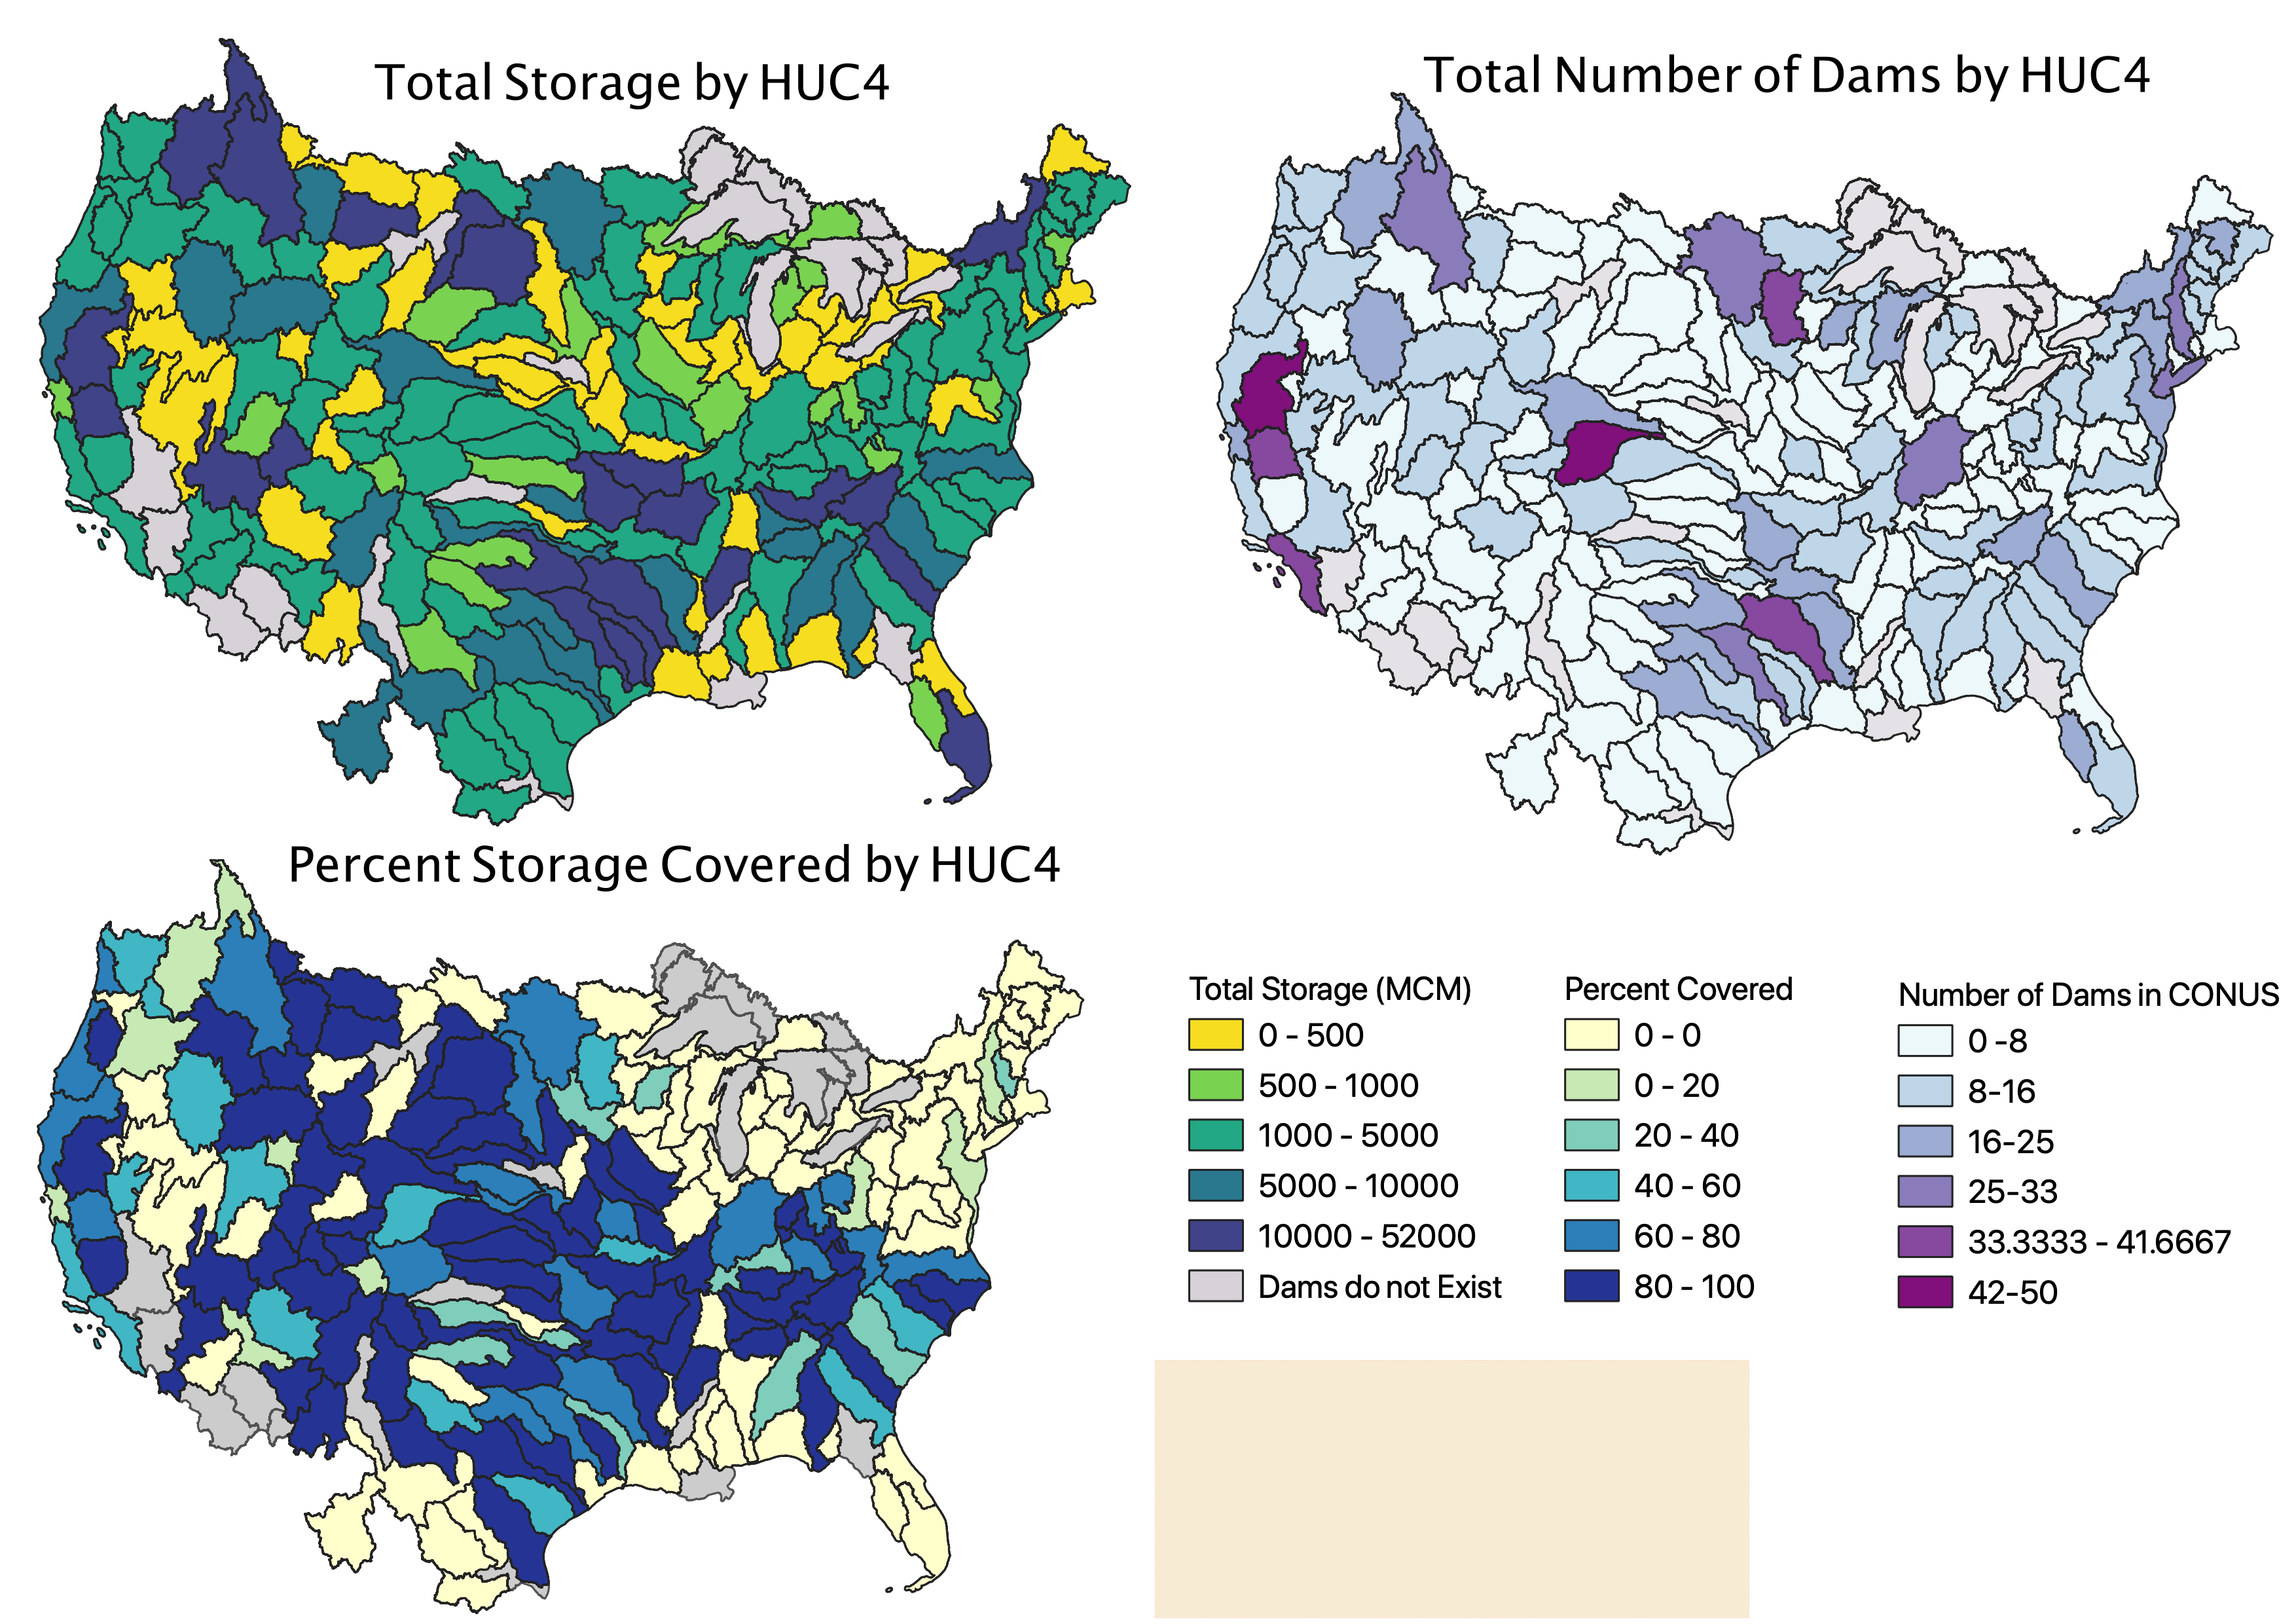 Total Storage by HUC4
Total Number of Dams by HUC4
Percent Storage Covered by HUC4
Total Storage (MCM)
0 - 500
500 - 1000
1000 - 5000
5000 - 10000
10000 - 52000
Dams do not Exist
Percent Covered
0 - 0
0 - 20
20 - 40
40 - 60
60 - 80
80 - 100
Number of Dams in CONUS
0 -8
8-16
16-25
25-33
33.3333 - 41.6667
42-50